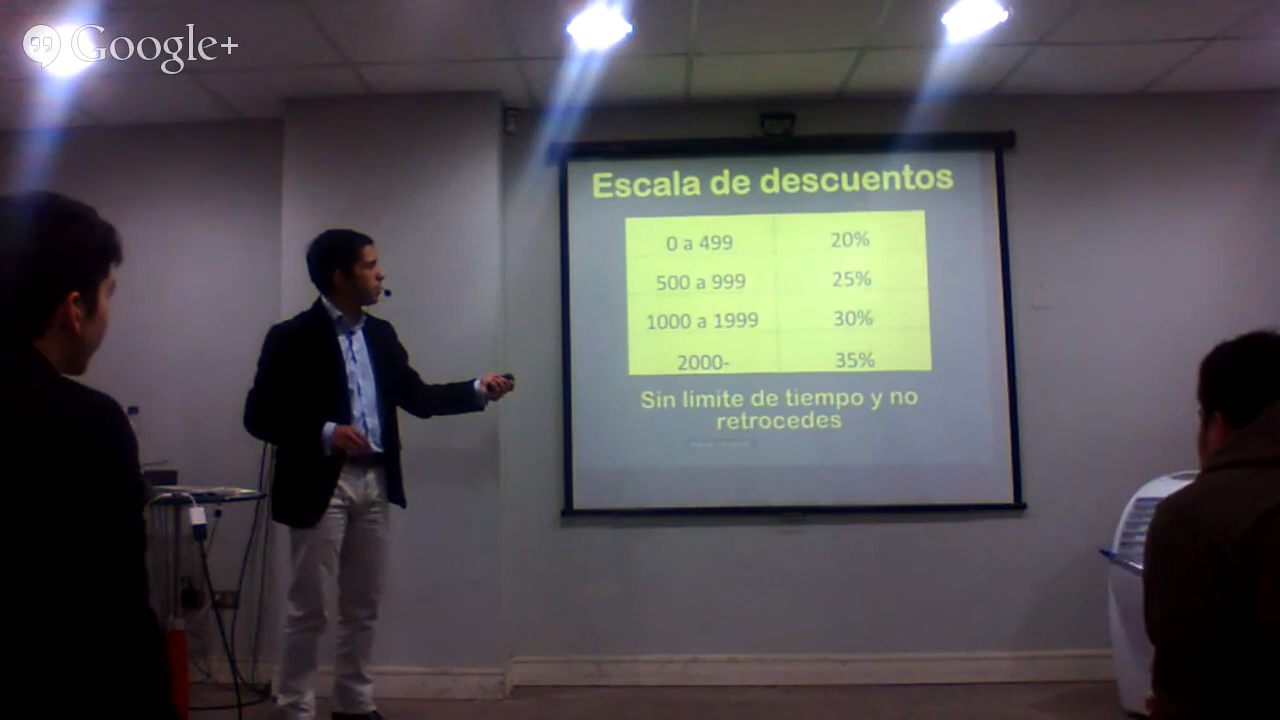 Google+
Escala de descuentos
0 a 499 20%
500 a 999 25%
1000 a 1999 30%
2000- 35%
Sin limite de tiempo y no
retrocedes